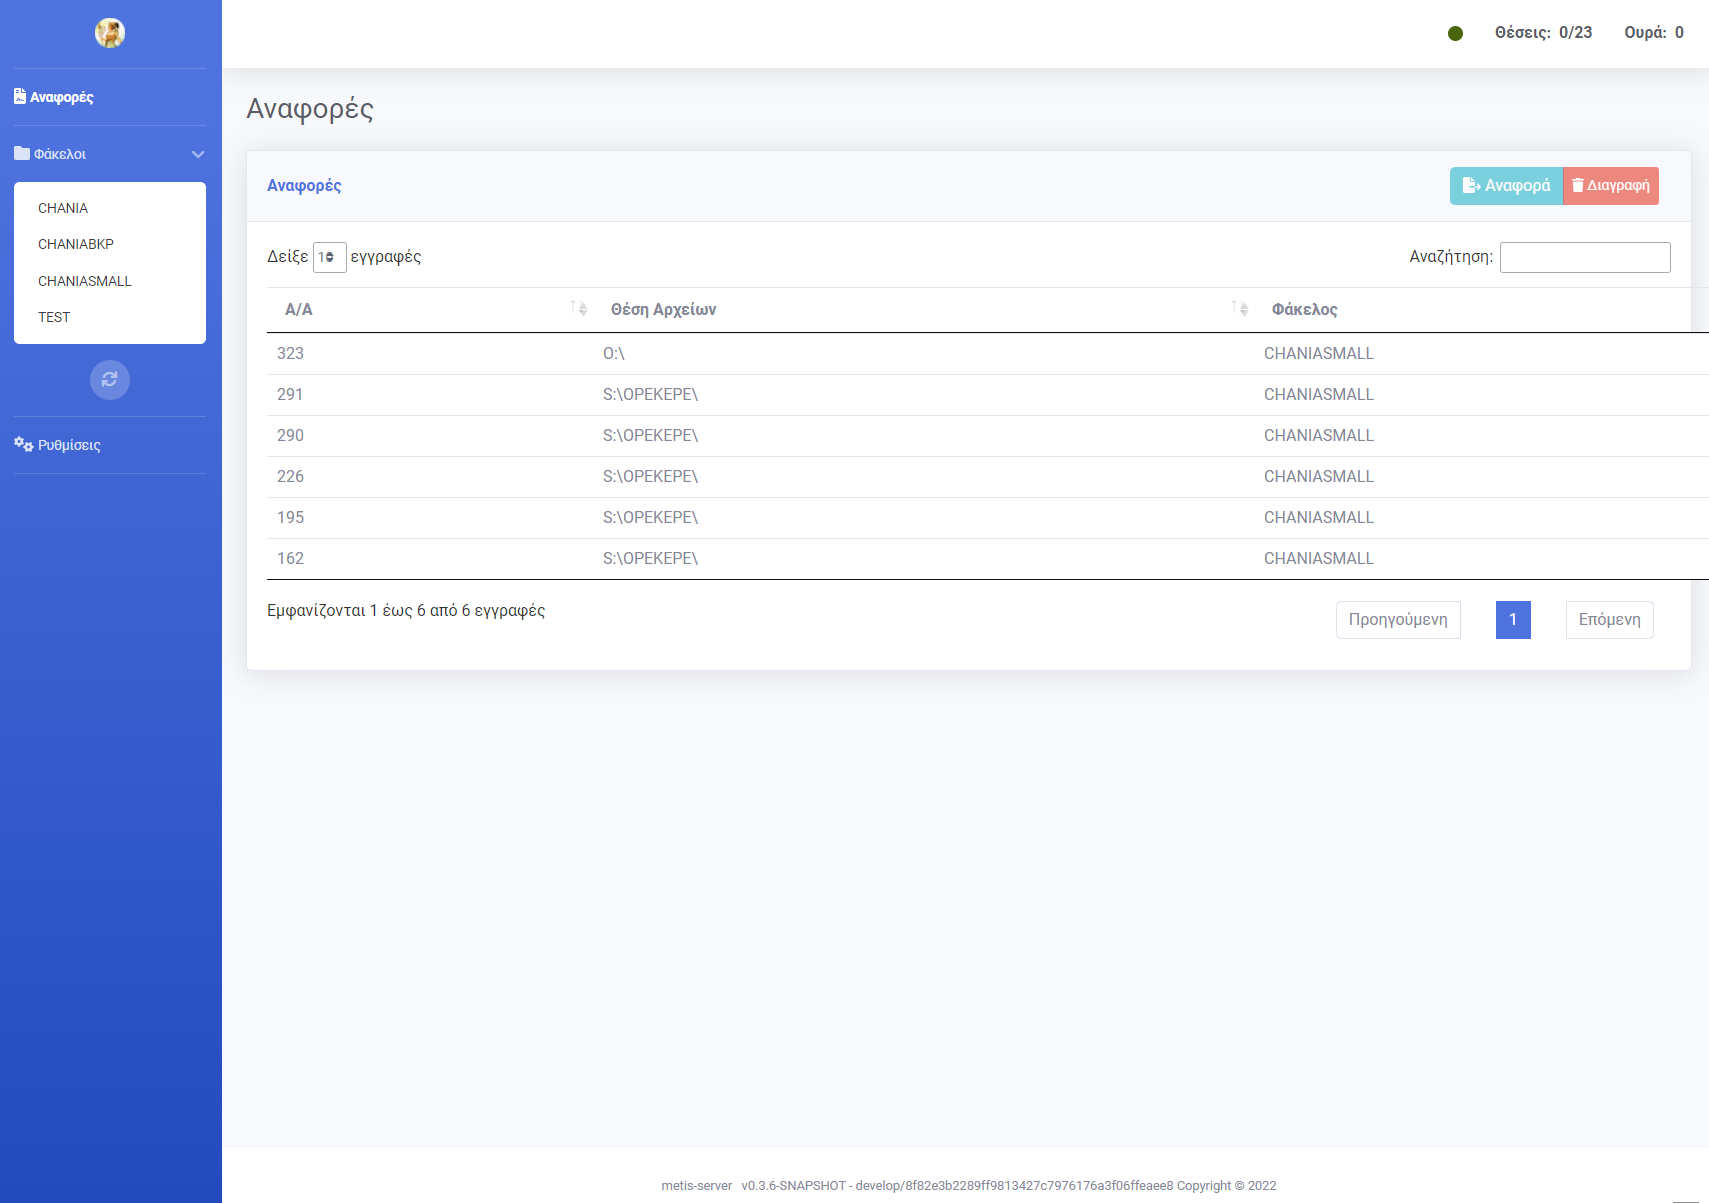 Θέσεις: 0/23 Ουρά: 0
Αναφορές
Φάκελοι
CHANIA
CHANIABKP
CHANIASMALL
TEST
Ρυθμίσεις
Αναφορές
Αναφορές Αναφορά Διαγραφή
Δείξε 10 εγγραφές Αναζήτηση:
Α/Α Θέση Αρχείων Φάκελος
323 O:\ CHANIASMALL
291 S:\OPEKEPE\ CHANIASMALL
290 S:\OPEKEPE\ CHANIASMALL
226 S:\OPEKEPE\ CHANIASMALL
195 S:\OPEKEPE\ CHANIASMALL
162 S:\OPEKEPE\ CHANIASMALL
Εμφανίζονται 1 έως 6 από 6 εγγραφές Προηγούμενη 1 Επόμενη
metis-server v0.3.6-SNAPSHOT - develop/8f82e3b2289ff9813427c7976176a3f06ffeaee8 Copyright © 2022